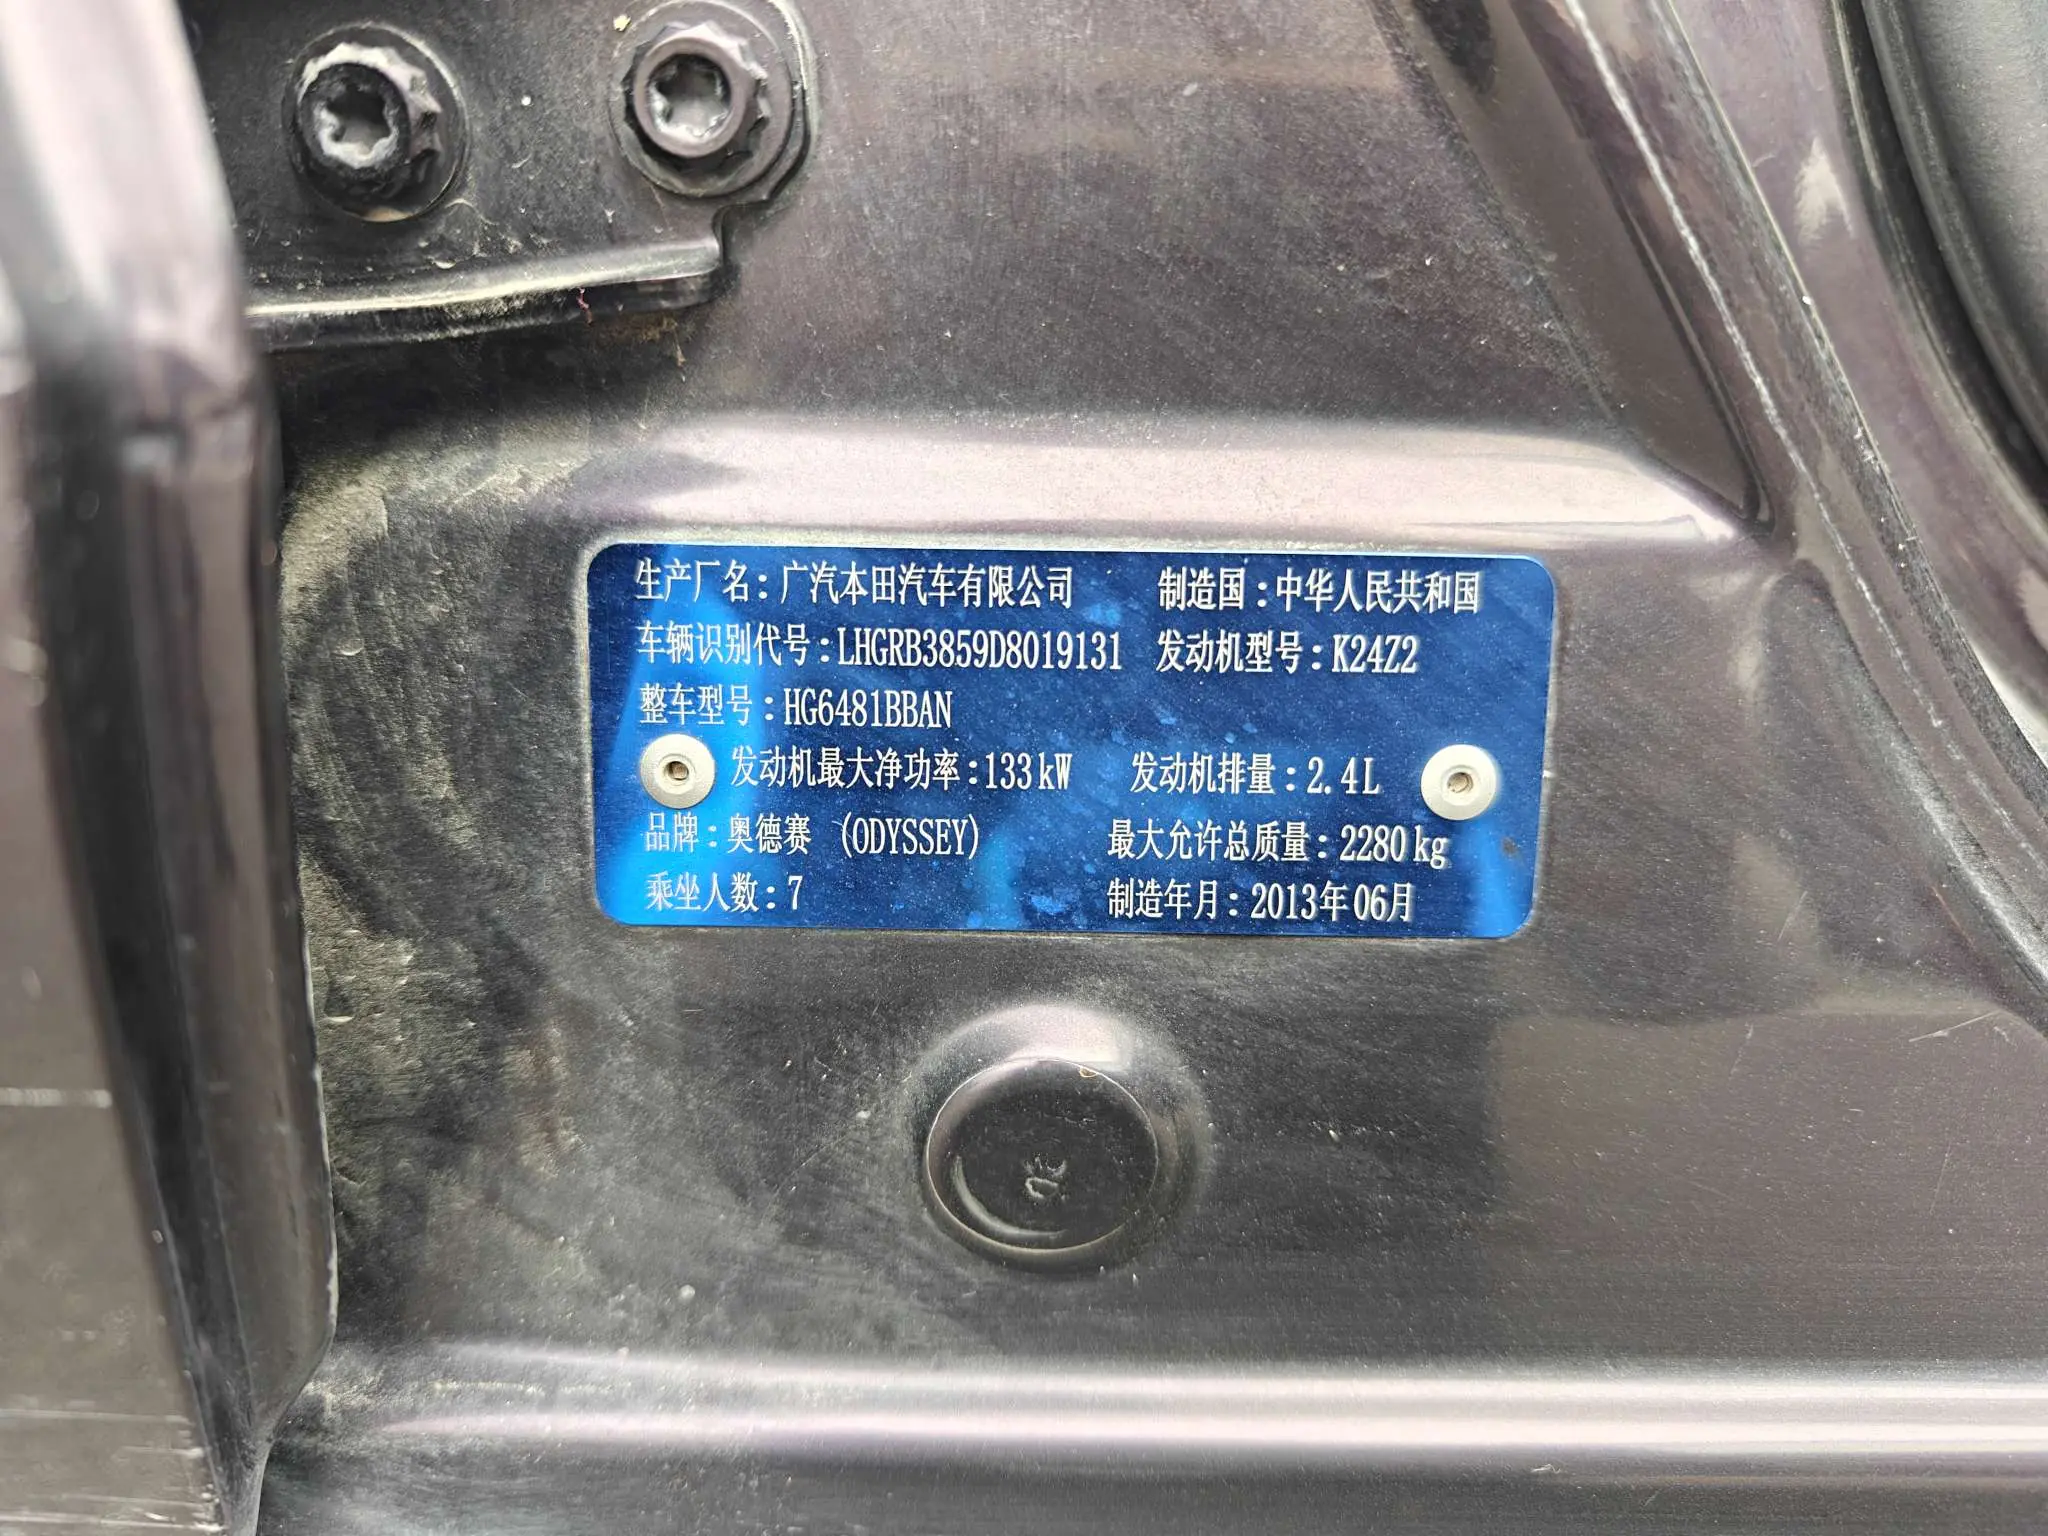 生产厂名：广汽本田汽车有限公司 制造国：中华人民共和国
车辆识别代号：LHGRB3859D8019131 发动机型号：K24Z2
整车型号：HG6481BBAN
发动机最大净功率：133kW 发动机排量：2.4L
品牌：奥德赛 (ODYSSEY) 最大允许总质量：2280kg
乘坐人数：7 制造年月：2013年06月